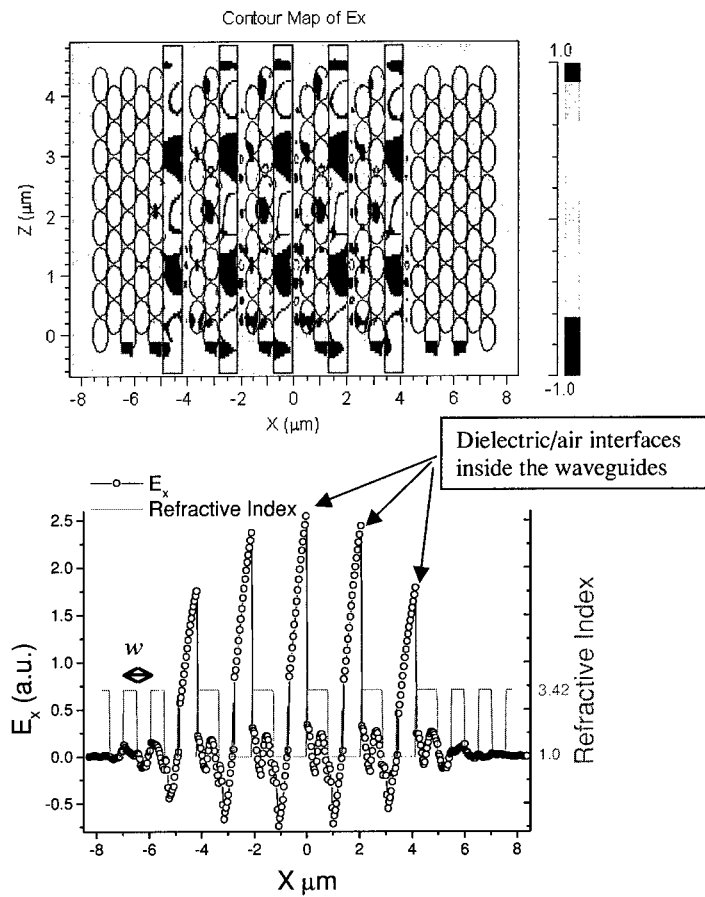 Contour Map of Ex
1.0
-1.0
4
3
2
1
0
Z (μm)
-8 -6 -4 -2 0 2 4 6 8
X (μm)
Dielectric/air interfaces
inside the waveguides
Ex
Refractive Index
2.5
2.0
1.5
1.0
0.5
0.0
-0.5
Ex (a.u.)
w
3.42
1.0
Refractive Index
-8 -6 -4 -2 0 2 4 6 8
X μm